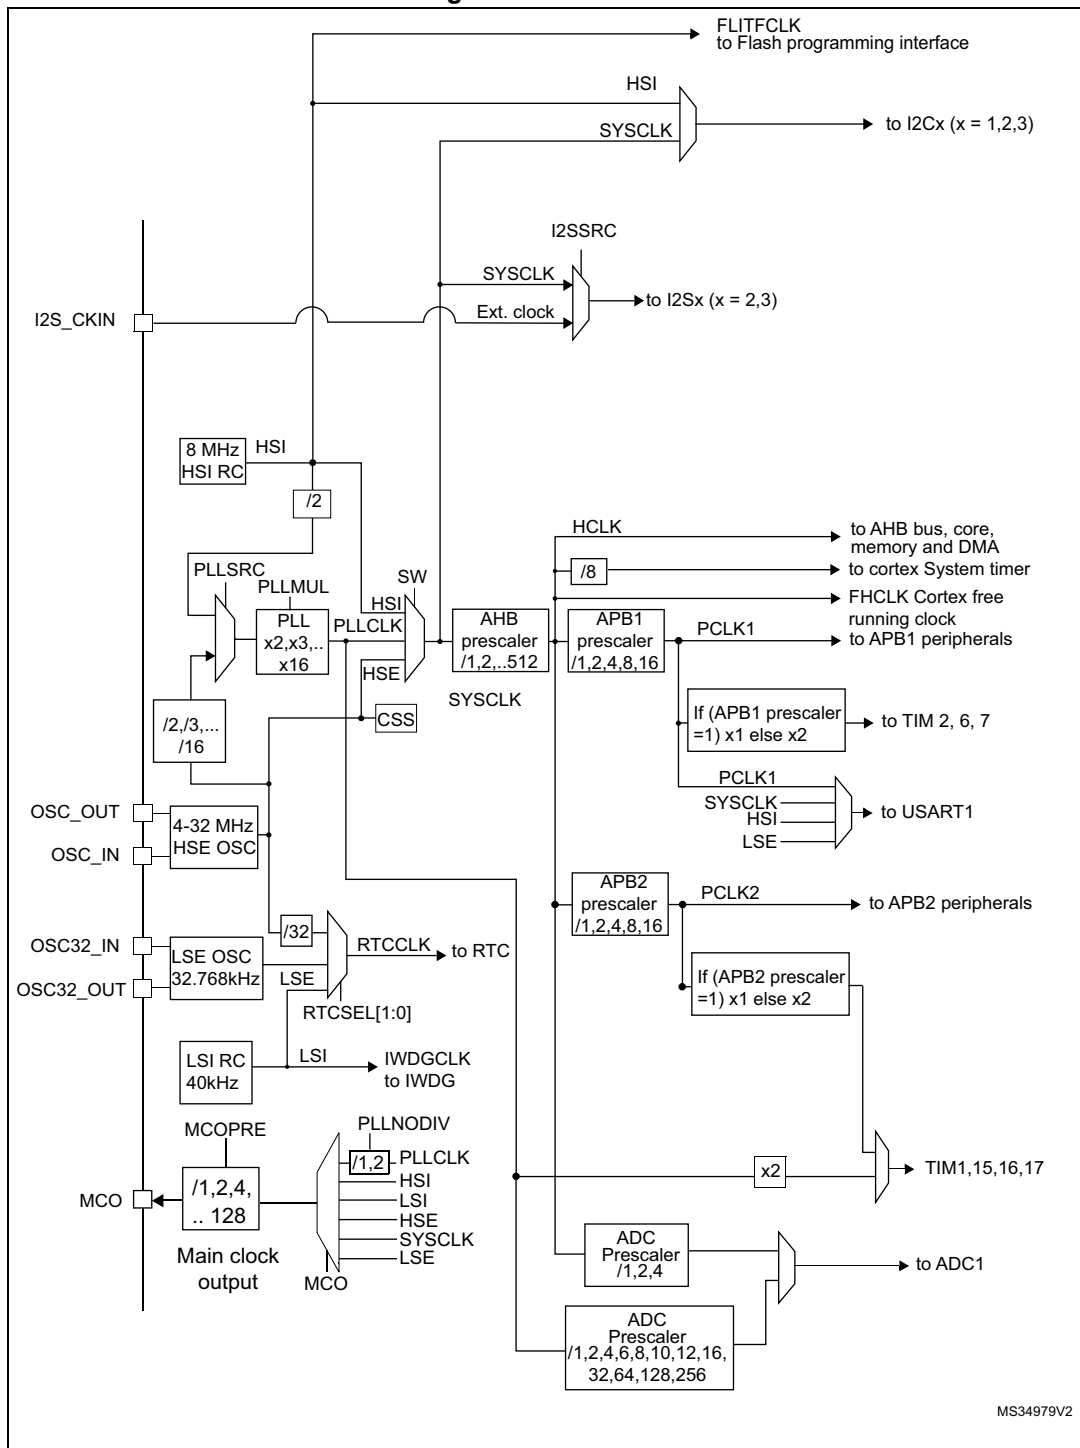 FLITFCLK
to Flash programming interface
HSI
SYSCLK
to I2Cx (x = 1,2,3)
I2SSRC
SYSCLK
to I2Sx (x = 2,3)
I2S_CKIN
Ext. clock
8 MHz
HSI RC
HSI
/2
HCLK
to AHB bus, core,
memory and DMA
/8
to cortex System timer
PLLSRC
PLLMUL
SW
HSI
FHCLK Cortex free
running clock
PLL
x2,x3,..
x16
PLLCLK
HSE
AHB
prescaler
/1,2,..512
APB1
prescaler
/1,2,4,8,16
PCLK1
to APB1 peripherals
SYSCLK
/2,/3,...
/16
CSS
If (APB1 prescaler
=1) x1 else x2
to TIM 2, 6, 7
PCLK1
SYSCLK
HSI
LSE
to USART1
OSC_OUT
OSC_IN
4-32 MHz
HSE OSC
APB2
prescaler
/1,2,4,8,16
PCLK2
to APB2 peripherals
/32
OSC32_IN
OSC32_OUT
LSE OSC
32.768kHz
LSE
RTCCLK
to RTC
RTCSEL[1:0]
If (APB2 prescaler
=1) x1 else x2
LSI RC
40kHz
LSI
IWDGCLK
to IWDG
MCOPRE
PLLNODIV
/1,2
PLLCLK
HSI
LSI
HSE
SYSCLK
LSE
MCO
/1,2,4,
.. 128
Main clock
output
MCO
x2
TIM1,15,16,17
ADC
Prescaler
/1,2,4
to ADC1
ADC
Prescaler
/1,2,4,6,8,10,12,16,
32,64,128,256
MS34979V2